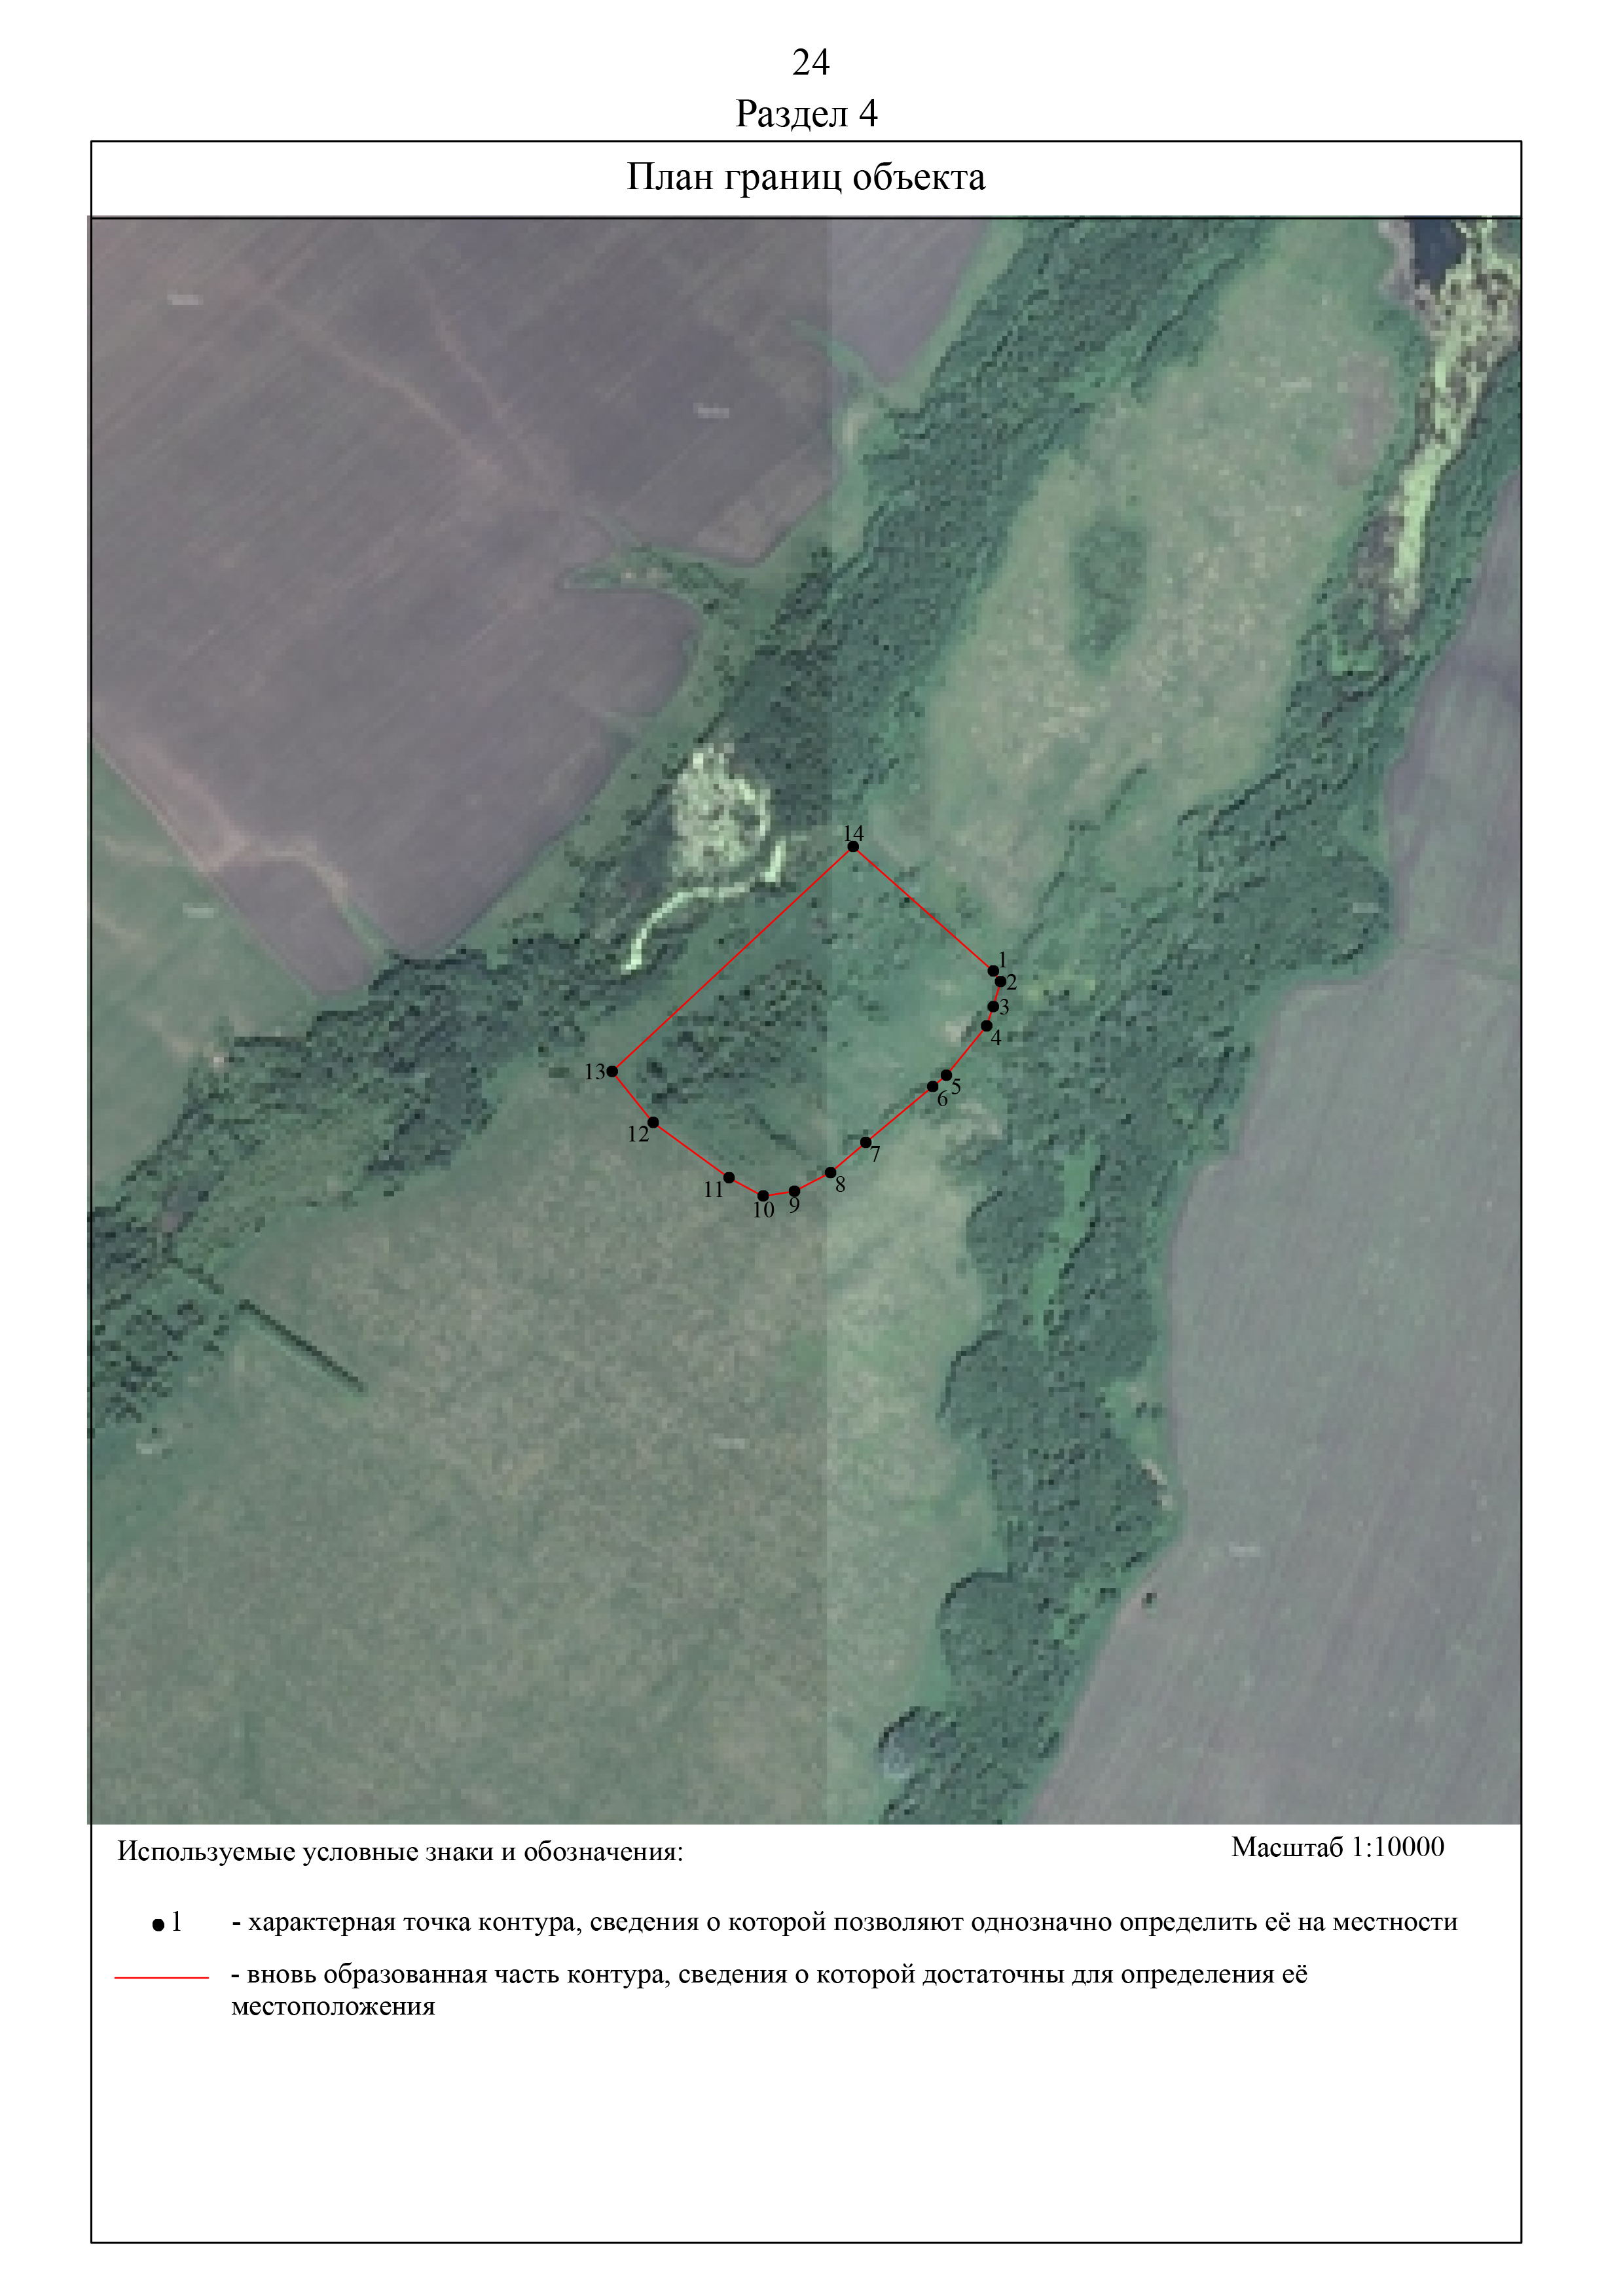 24
Раздел 4
План границ объекта
14
1
2
3
4
13
5
6
12
7
11
8
10
9
Используемые условные знаки и обозначения:
Масштаб 1:10000
1 - характерная точка контура, сведения о которой позволяют однозначно определить её на местности
- вновь образованная часть контура, сведения о которой достаточны для определения её
местоположения